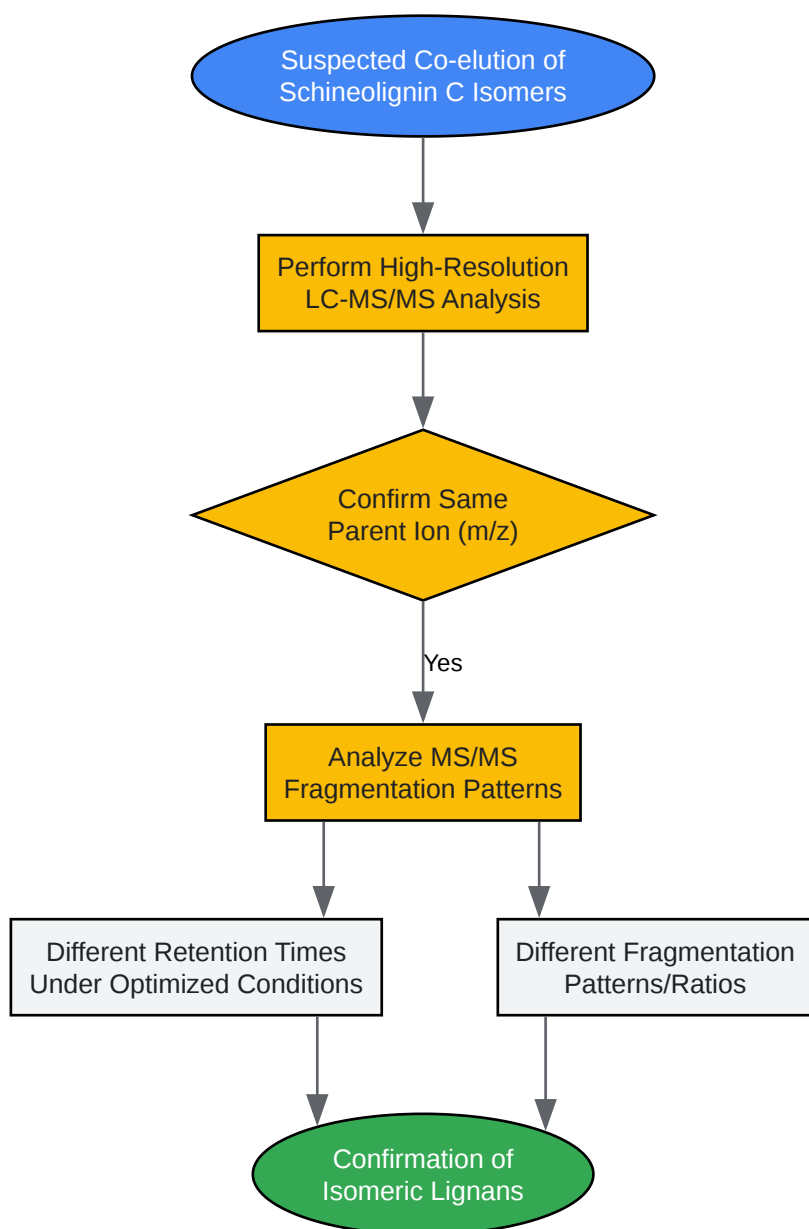 Suspected Co-elution of
Schineolignin C Isomers
Perform High-Resolution
LC-MS/MS Analysis
Confirm Same
Parent Ion (m/z)
Yes
Analyze MS/MS
Fragmentation Patterns
Different Retention Times
Under Optimized Conditions
Different Fragmentation
Patterns/Ratios
Confirmation of
Isomeric Lignans